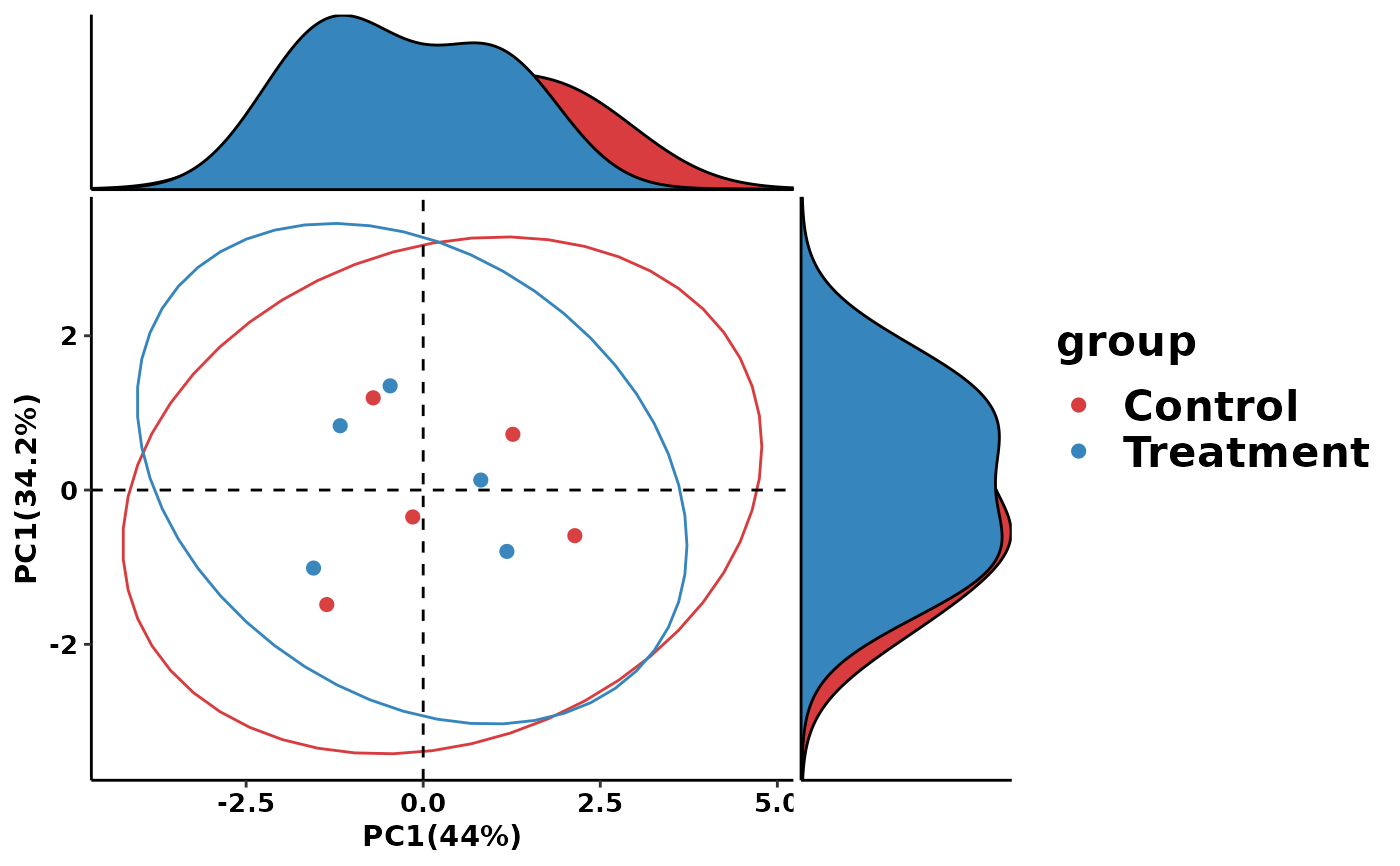 group
Control
Treatment
PC1(34.2%)
2
0
-2
-2.5
0.0
2.5
5.0
PC1(44%)